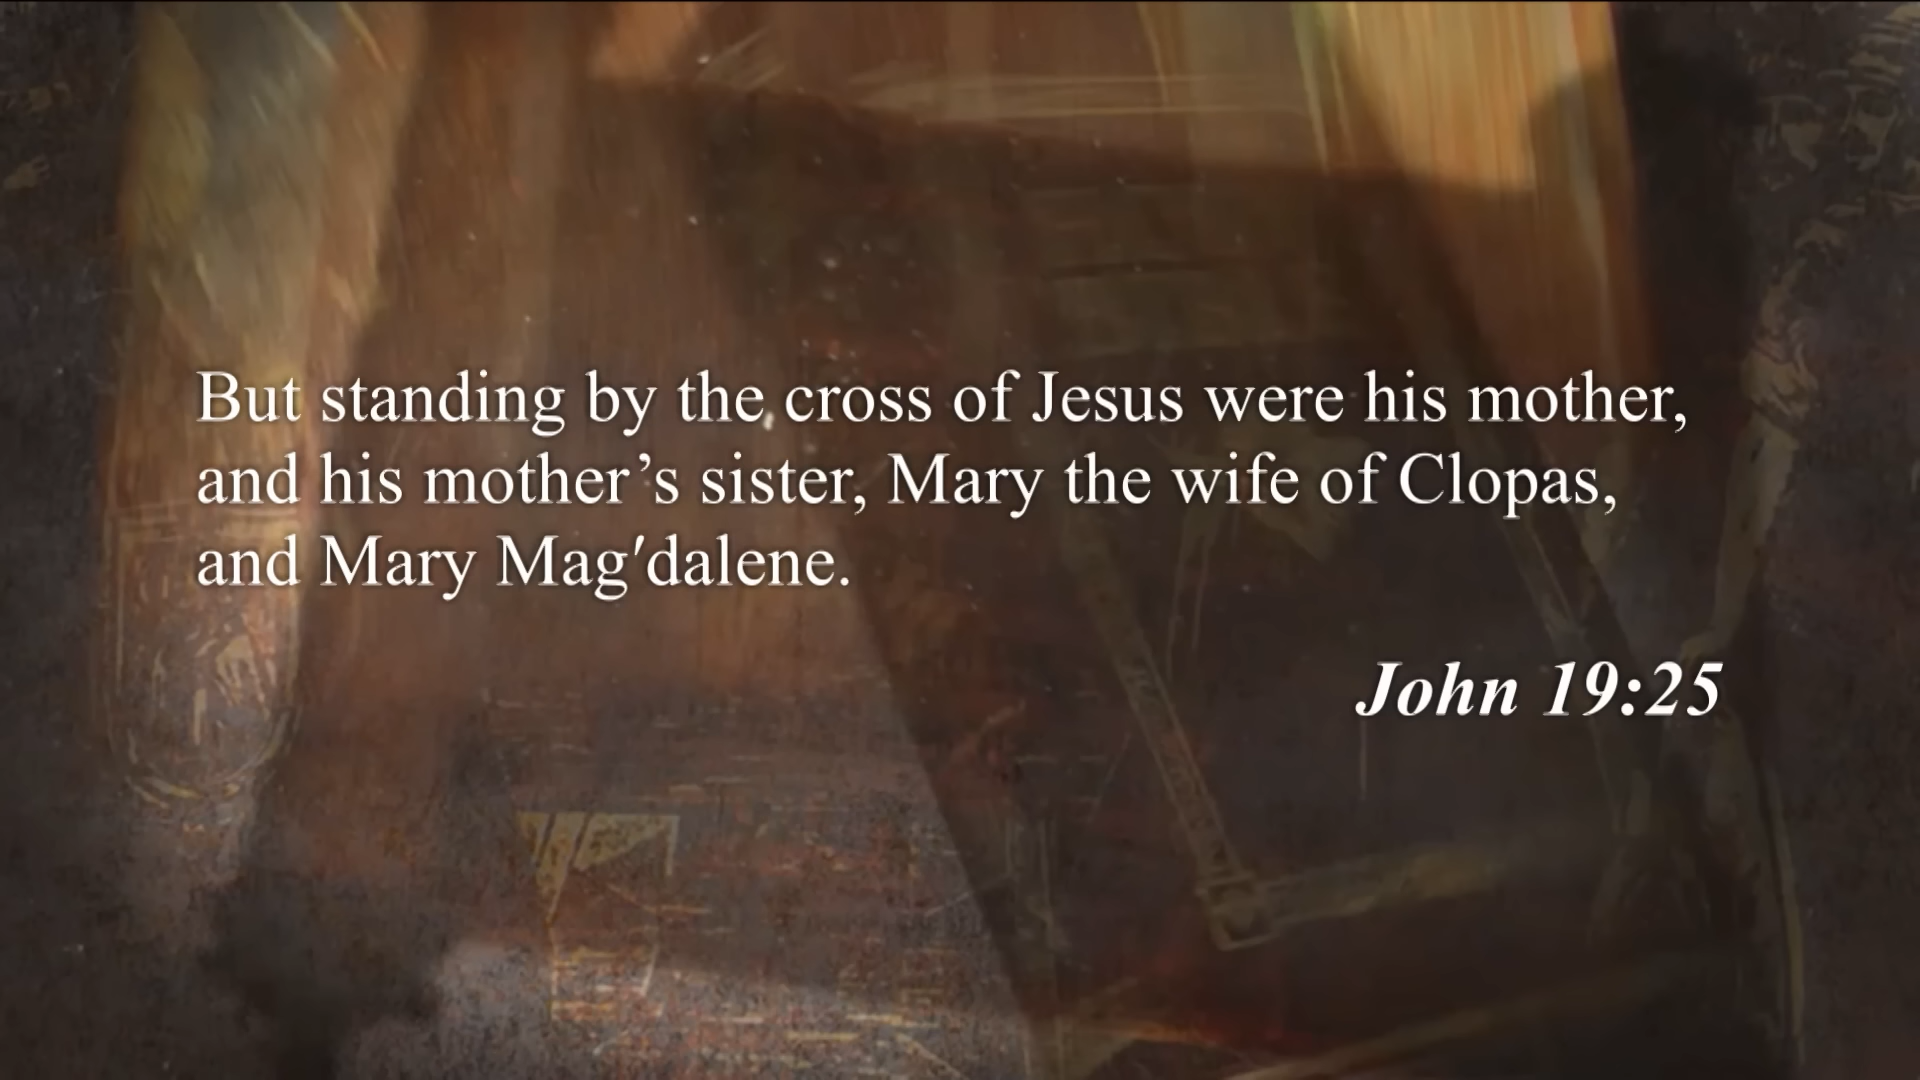 But standing by the cross of Jesus were his mother,
and his mother’s sister, Mary the wife of Clopas,
and Mary Mag′dalene.
John 19:25